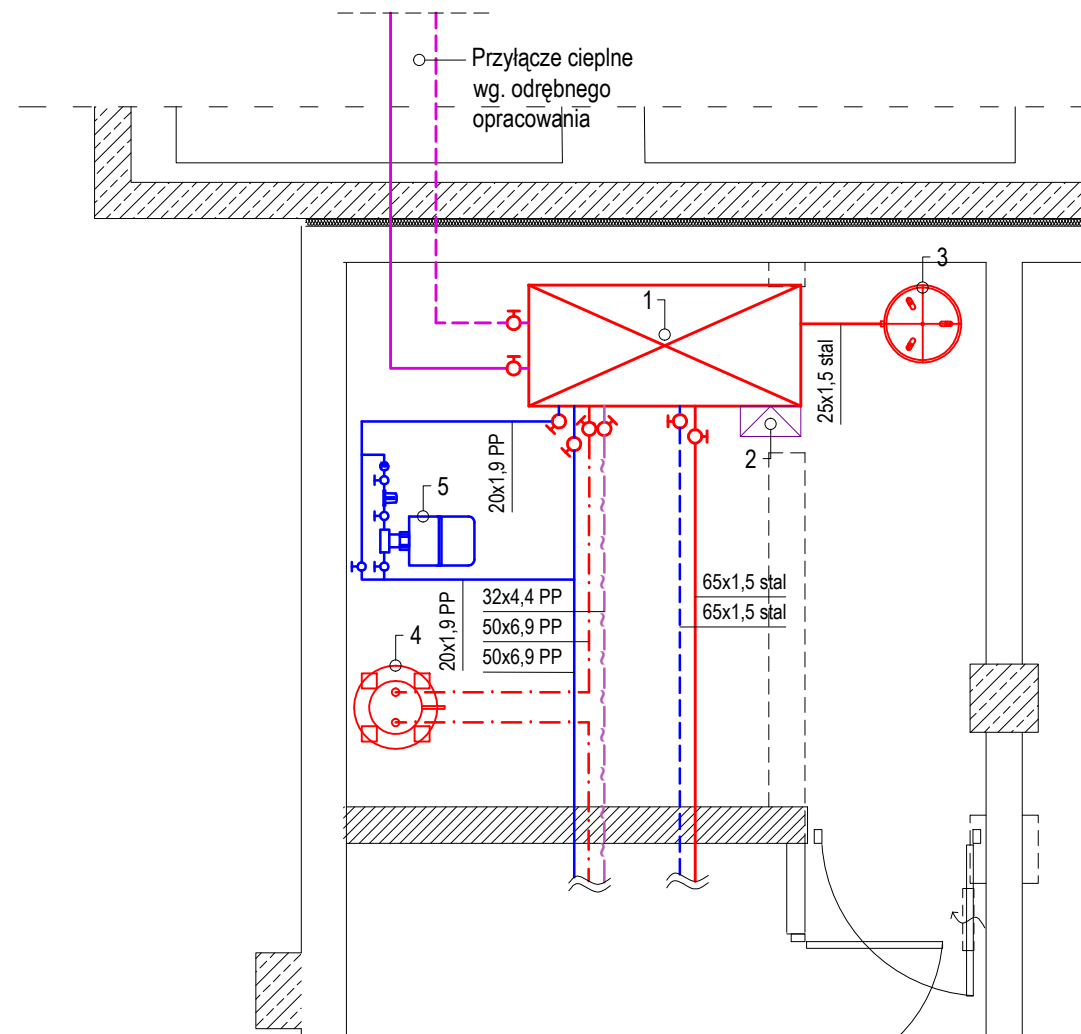 Przyłącze cieplne
wg. odrębnego
opracowania
3
1
25x1,5 stal
2
20x1,9 PP
5
65x1,5 stal
65x1,5 stal
32x4,4 PP
50x6,9 PP
50x6,9 PP
20x1,9 PP
4